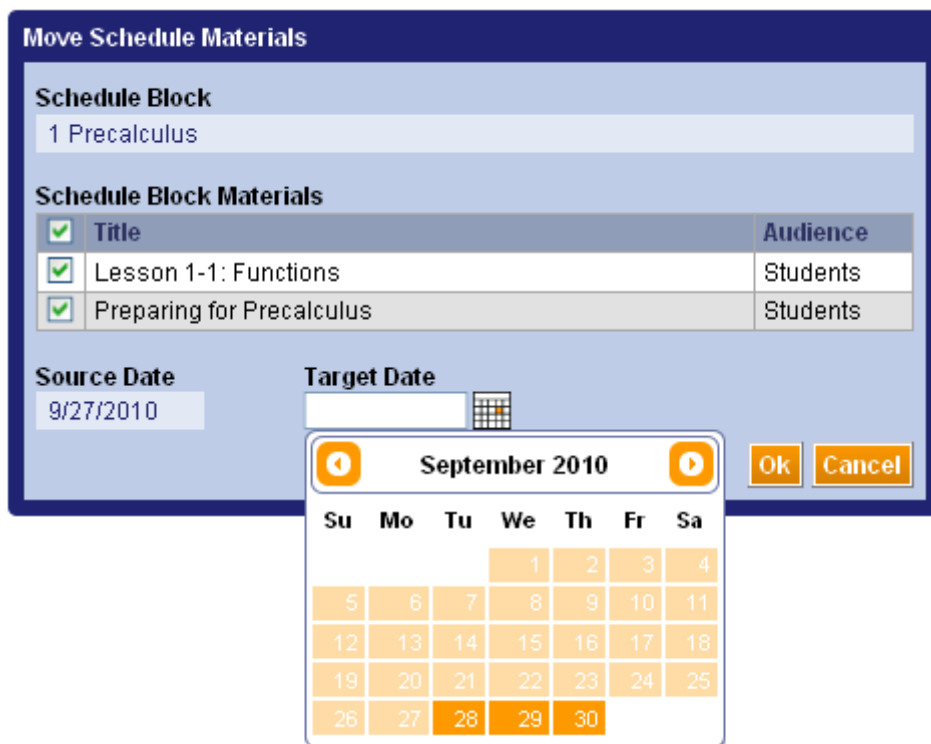 Move Schedule Materials
Schedule Block
1 Precalculus
Schedule Block Materials
Title Audience
Lesson 1-1: Functions Students
Preparing for Precalculus Students
Source Date Target Date
9/27/2010
September 2010
Ok Cancel
Su Mo Tu We Th Fr Sa
1 2 3 4
5 6 7 8 9 10 11
12 13 14 15 16 17 18
19 20 21 22 23 24 25
26 27 28 29 30